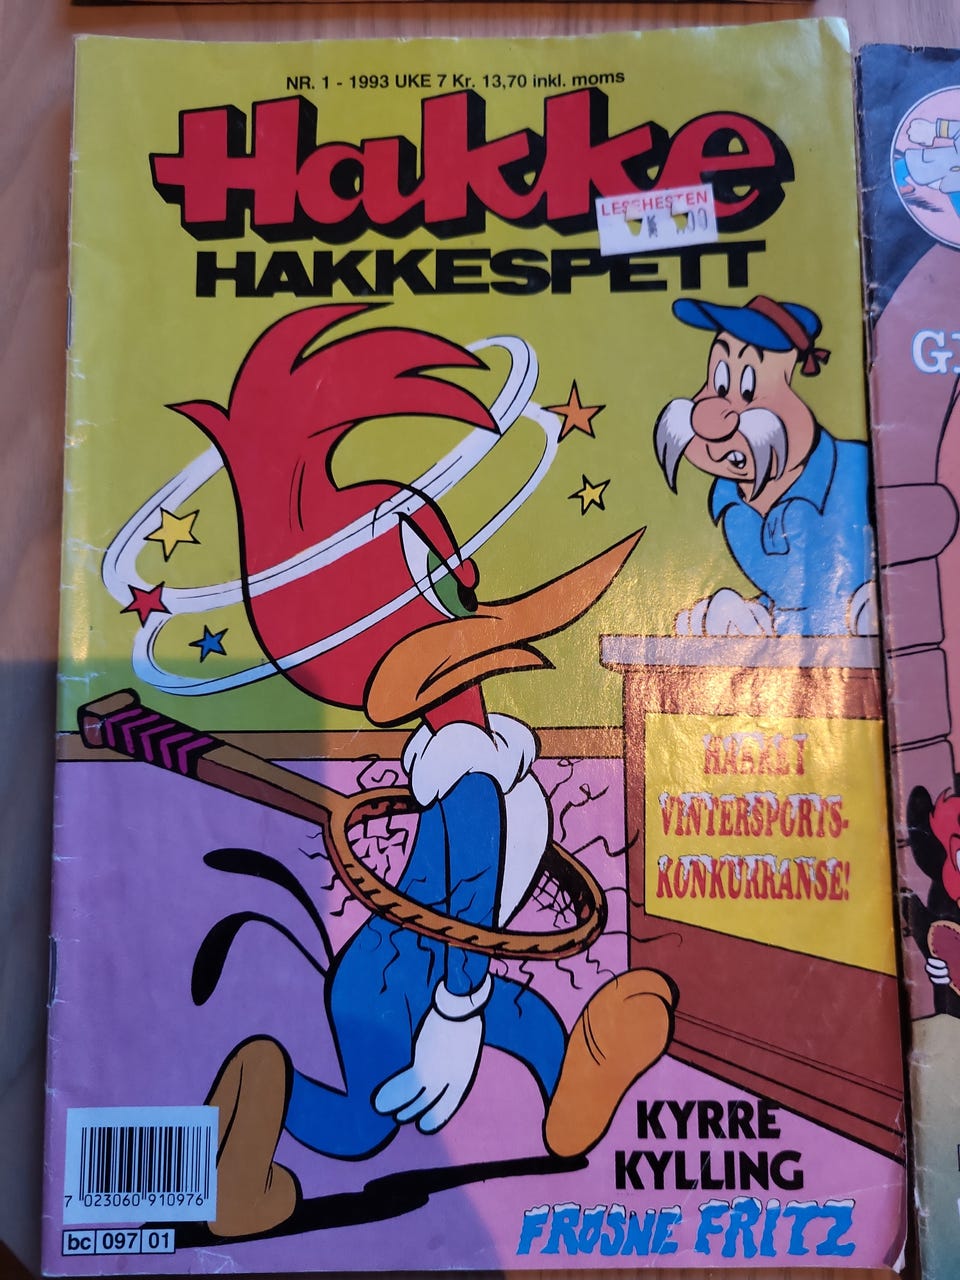 NR. 1 - 1993 UKE 7 Kr. 13,70 inkl. moms
Hakke
LESEHESTEN
HAKKESPETT
G
VINTERSPORTS-
KONKURRANSE!
KYRRE
KYLLING
FRØSNE FRITZ
7 023060 910976
bc 097 01